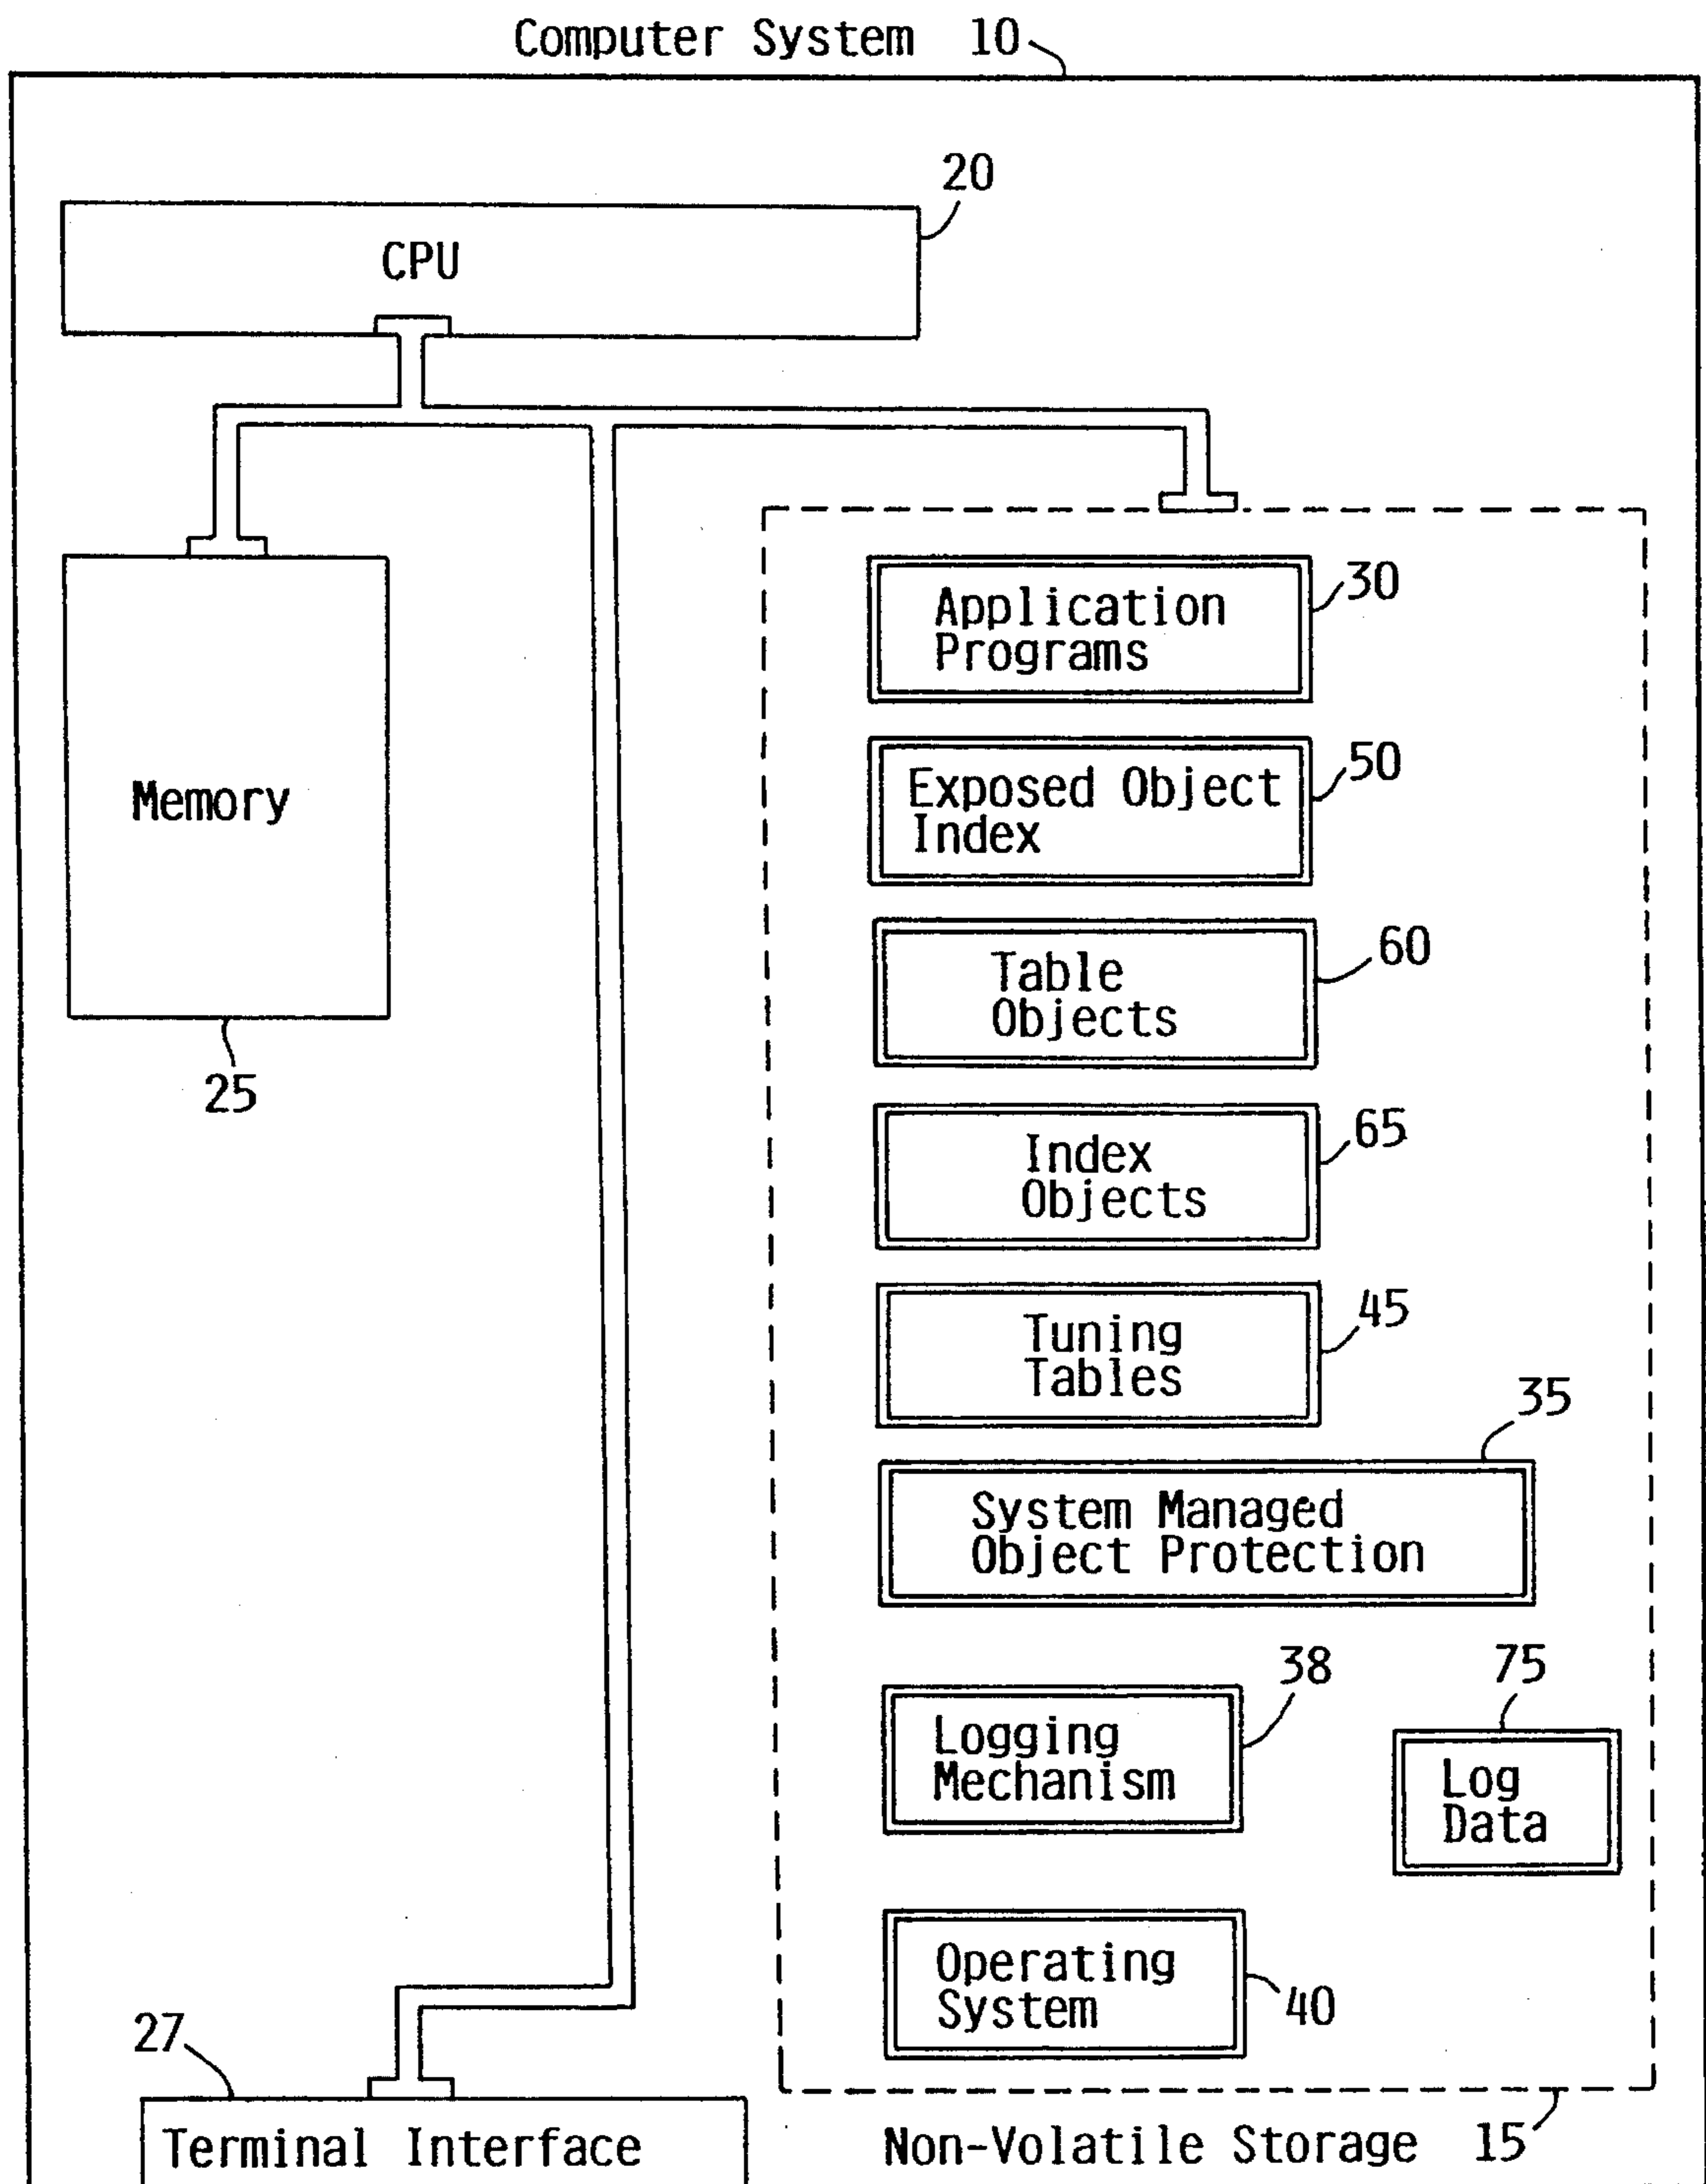 Computer System 10
20
CPU
Memory
25
Application
Programs
30
Exposed Object
Index
50
Table
Objects
60
Index
Objects
65
Tuning
Tables
45
35
System Managed
Object Protection
38
Logging
Mechanism
75
Log
Data
Operating
System
40
27
Terminal Interface
Non-Volatile Storage 15